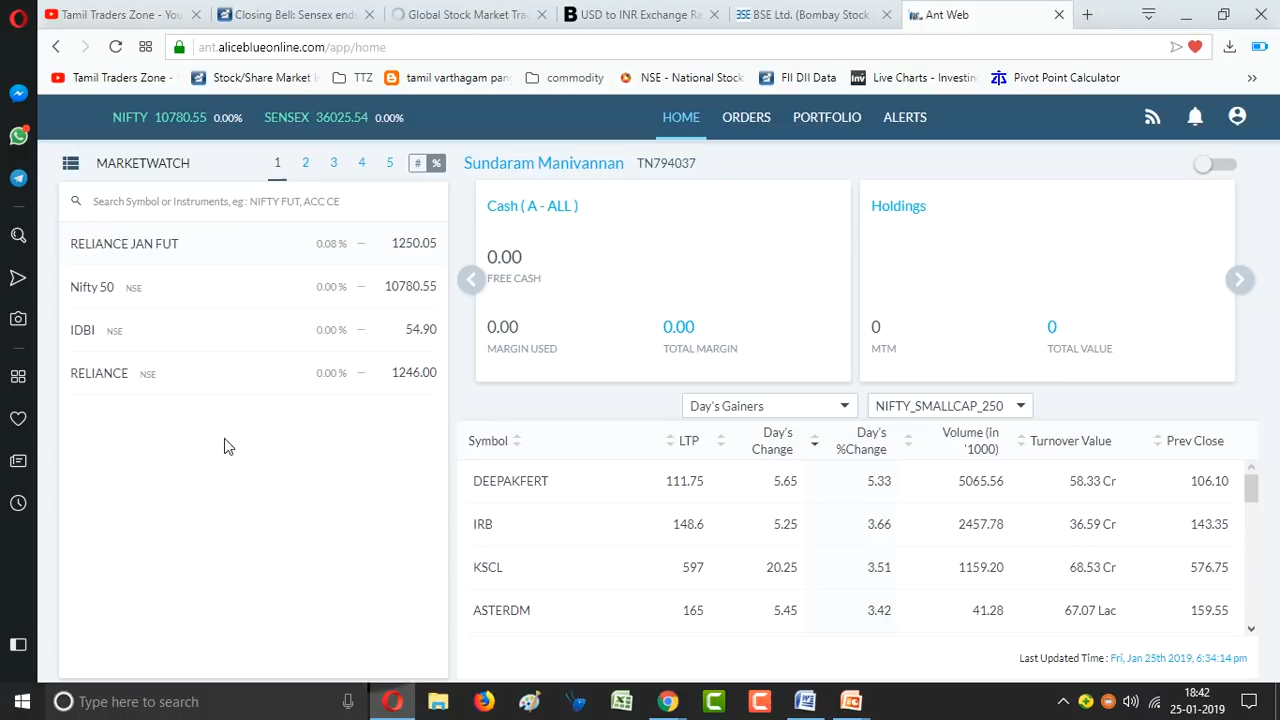 Tamil Traders Zone - You
Closing Bell: Sensex end
Global Stock Market Tra
USD to INR Exchange Ra
BSE Ltd. (Bombay Stock
Ant Web
ant.aliceblueonline.com/app/home
Tamil Traders Zone -
Stock/Share Market I
TTZ
tamil varthagam pan
commodity
NSE - National Stock
FII DII Data
Live Charts - Investin
Pivot Point Calculator
NIFTY 10780.55 0.00% SENSEX 36025.54 0.00%
HOME ORDERS PORTFOLIO ALERTS
MARKETWATCH 1 2 3 4 5 # %
Search Symbol or Instruments, eg : NIFTY FUT, ACC CE
RELIANCE JAN FUT 0.08 % 1250.05
Nifty 50 NSE 0.00 % 10780.55
IDBI NSE 0.00 % 54.90
RELIANCE NSE 0.00 % 1246.00
Sundaram Manivannan TN794037
Cash ( A - ALL )
0.00
FREE CASH
0.00 0.00
MARGIN USED TOTAL MARGIN
Holdings
0 0
MTM TOTAL VALUE
Day's Gainers NIFTY_SMALLCAP_250
Symbol LTP Day's Change Day's %Change Volume (in '1000) Turnover Value Prev Close
DEEPAKFERT 111.75 5.65 5.33 5065.56 58.33 Cr 106.10
IRB 148.6 5.25 3.66 2457.78 36.59 Cr 143.35
KSCL 597 20.25 3.51 1159.20 68.53 Cr 576.75
ASTERDM 165 5.45 3.42 41.28 67.07 Lac 159.55
Last Updated Time : Fri, Jan 25th 2019, 6:34:14 pm
Type here to search
18:42
25-01-2019